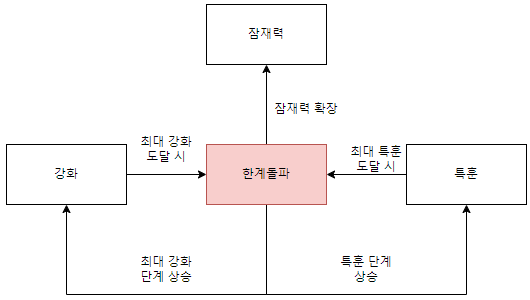 잠재력
잠재력 확장
최대 강화
도달 시
최대 특훈
도달 시
강화
한계돌파
특훈
최대 강화
단계 상승
특훈 단계
상승